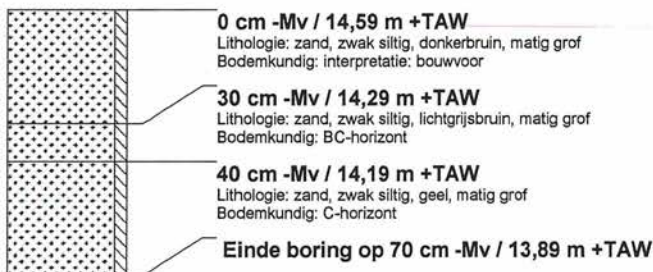 0 cm -Mv / 14,59 m +TAW
Lithologie: zand, zwak siltig, donkerbruin, matig grof
Bodemkundig: interpretatie: bouwvoor
30 cm -Mv / 14,29 m +TAW
Lithologie: zand, zwak siltig, lichtgrijsbruin, matig grof
Bodemkundig: BC-horizont
40 cm -Mv / 14,19 m +TAW
Lithologie: zand, zwak siltig, geel, matig grof
Bodemkundig: C-horizont
Einde boring op 70 cm -Mv / 13,89 m +TAW